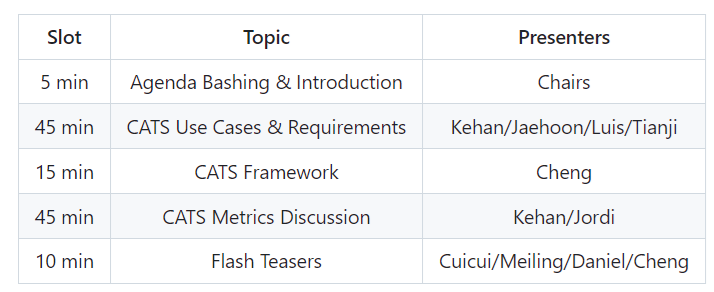 Slot Topic Presenters
5 min Agenda Bashing & Introduction Chairs
45 min CATS Use Cases & Requirements Kehan/Jaehoon/Luis/Tianji
15 min CATS Framework Cheng
45 min CATS Metrics Discussion Kehan/Jordi
10 min Flash Teasers Cuicui/Meiling/Daniel/Cheng